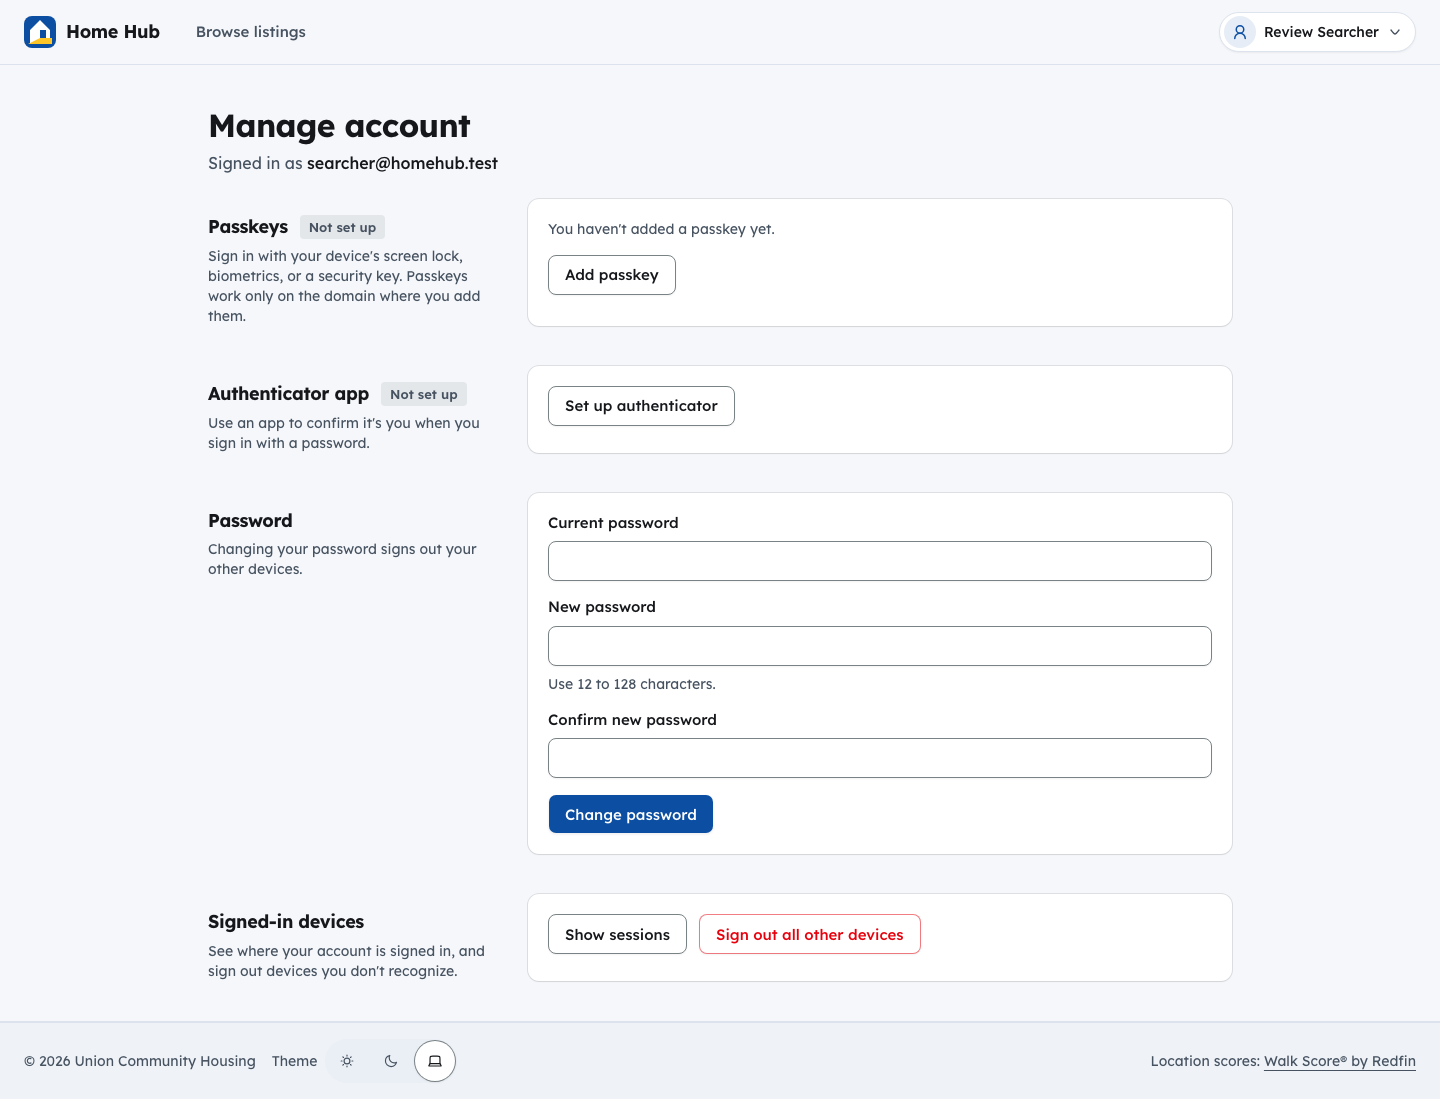 Home Hub
Browse listings
Review Searcher
Manage account
Signed in as searcher@homehub.test
Passkeys
Not set up
Sign in with your device's screen lock,
biometrics, or a security key. Passkeys
work only on the domain where you add
them.
You haven't added a passkey yet.
Add passkey
Authenticator app
Not set up
Use an app to confirm it's you when you
sign in with a password.
Set up authenticator
Password
Changing your password signs out your
other devices.
Current password
New password
Use 12 to 128 characters.
Confirm new password
Change password
Signed-in devices
See where your account is signed in, and
sign out devices you don't recognize.
Show sessions
Sign out all other devices
© 2026 Union Community Housing
Theme
Location scores: Walk Score® by Redfin